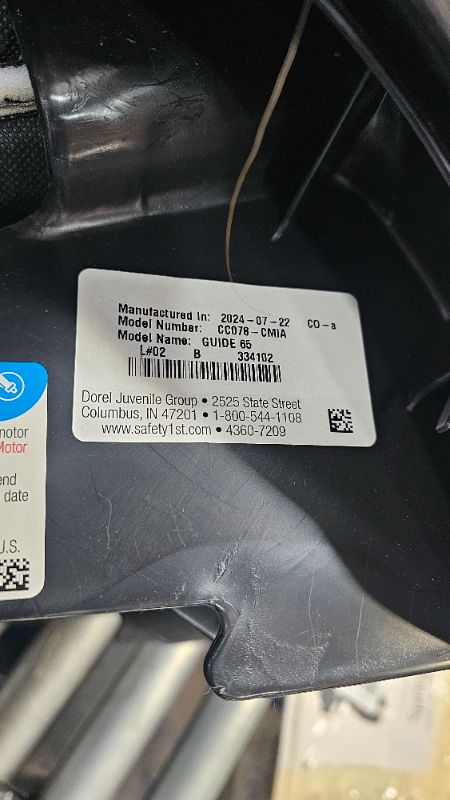 Manufactured In: 2024-07-22 CO-a
Model Number: CC078-CMIA
Model Name: GUIDE 65
L#02 B 334102
Dorel Juvenile Group • 2525 State Street
Columbus, IN 47201 • 1-800-544-1108
www.safety1st.com • 4360-7209
motor
Motor
end
date
U.S.